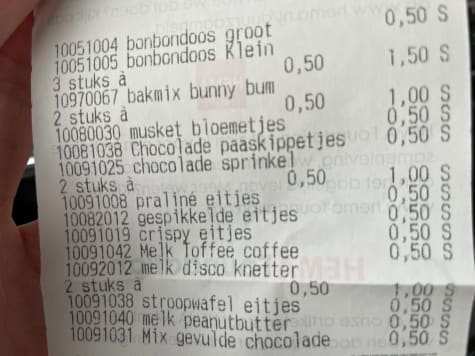 10051004 bonbondoos groot 0,50 S
10051005 bonbondoos Klein
3 stuks à 0,50 1,50 S
10970067 bakmix bunny bum
2 stuks à 0,50 1,00 S
10080030 musket bloemetjes 0,50 S
10081038 Chocolade paaskippetjes 0,50 S
10091025 chocolade sprinkel
2 stuks à 0,50 1,00 S
10091008 praliné eitjes 0,50 S
10082012 gespikkelde eitjes 0,50 S
10091019 crispy eitjes 0,50 S
10091042 Melk Toffee coffee 0,50 S
10092012 melk disco knetter
2 stuks à 0,50 1,00 S
10091038 stroopwafel eitjes 0,50 S
10091040 melk peanutbutter 0,50 S
10091031 Mix gevulde chocolade 0,50 S